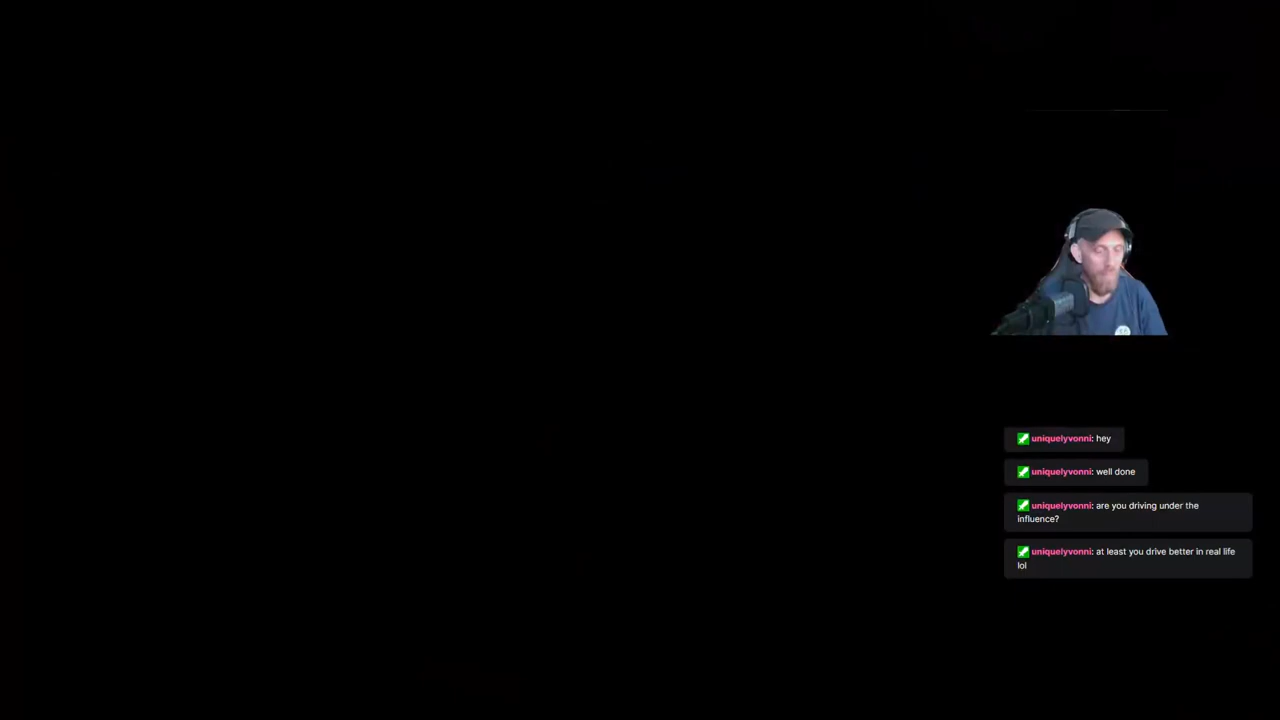 uniquelyvonni: hey
uniquelyvonni: well done
uniquelyvonni: are you driving under the
influence?
uniquelyvonni: at least you drive better in real life
lol